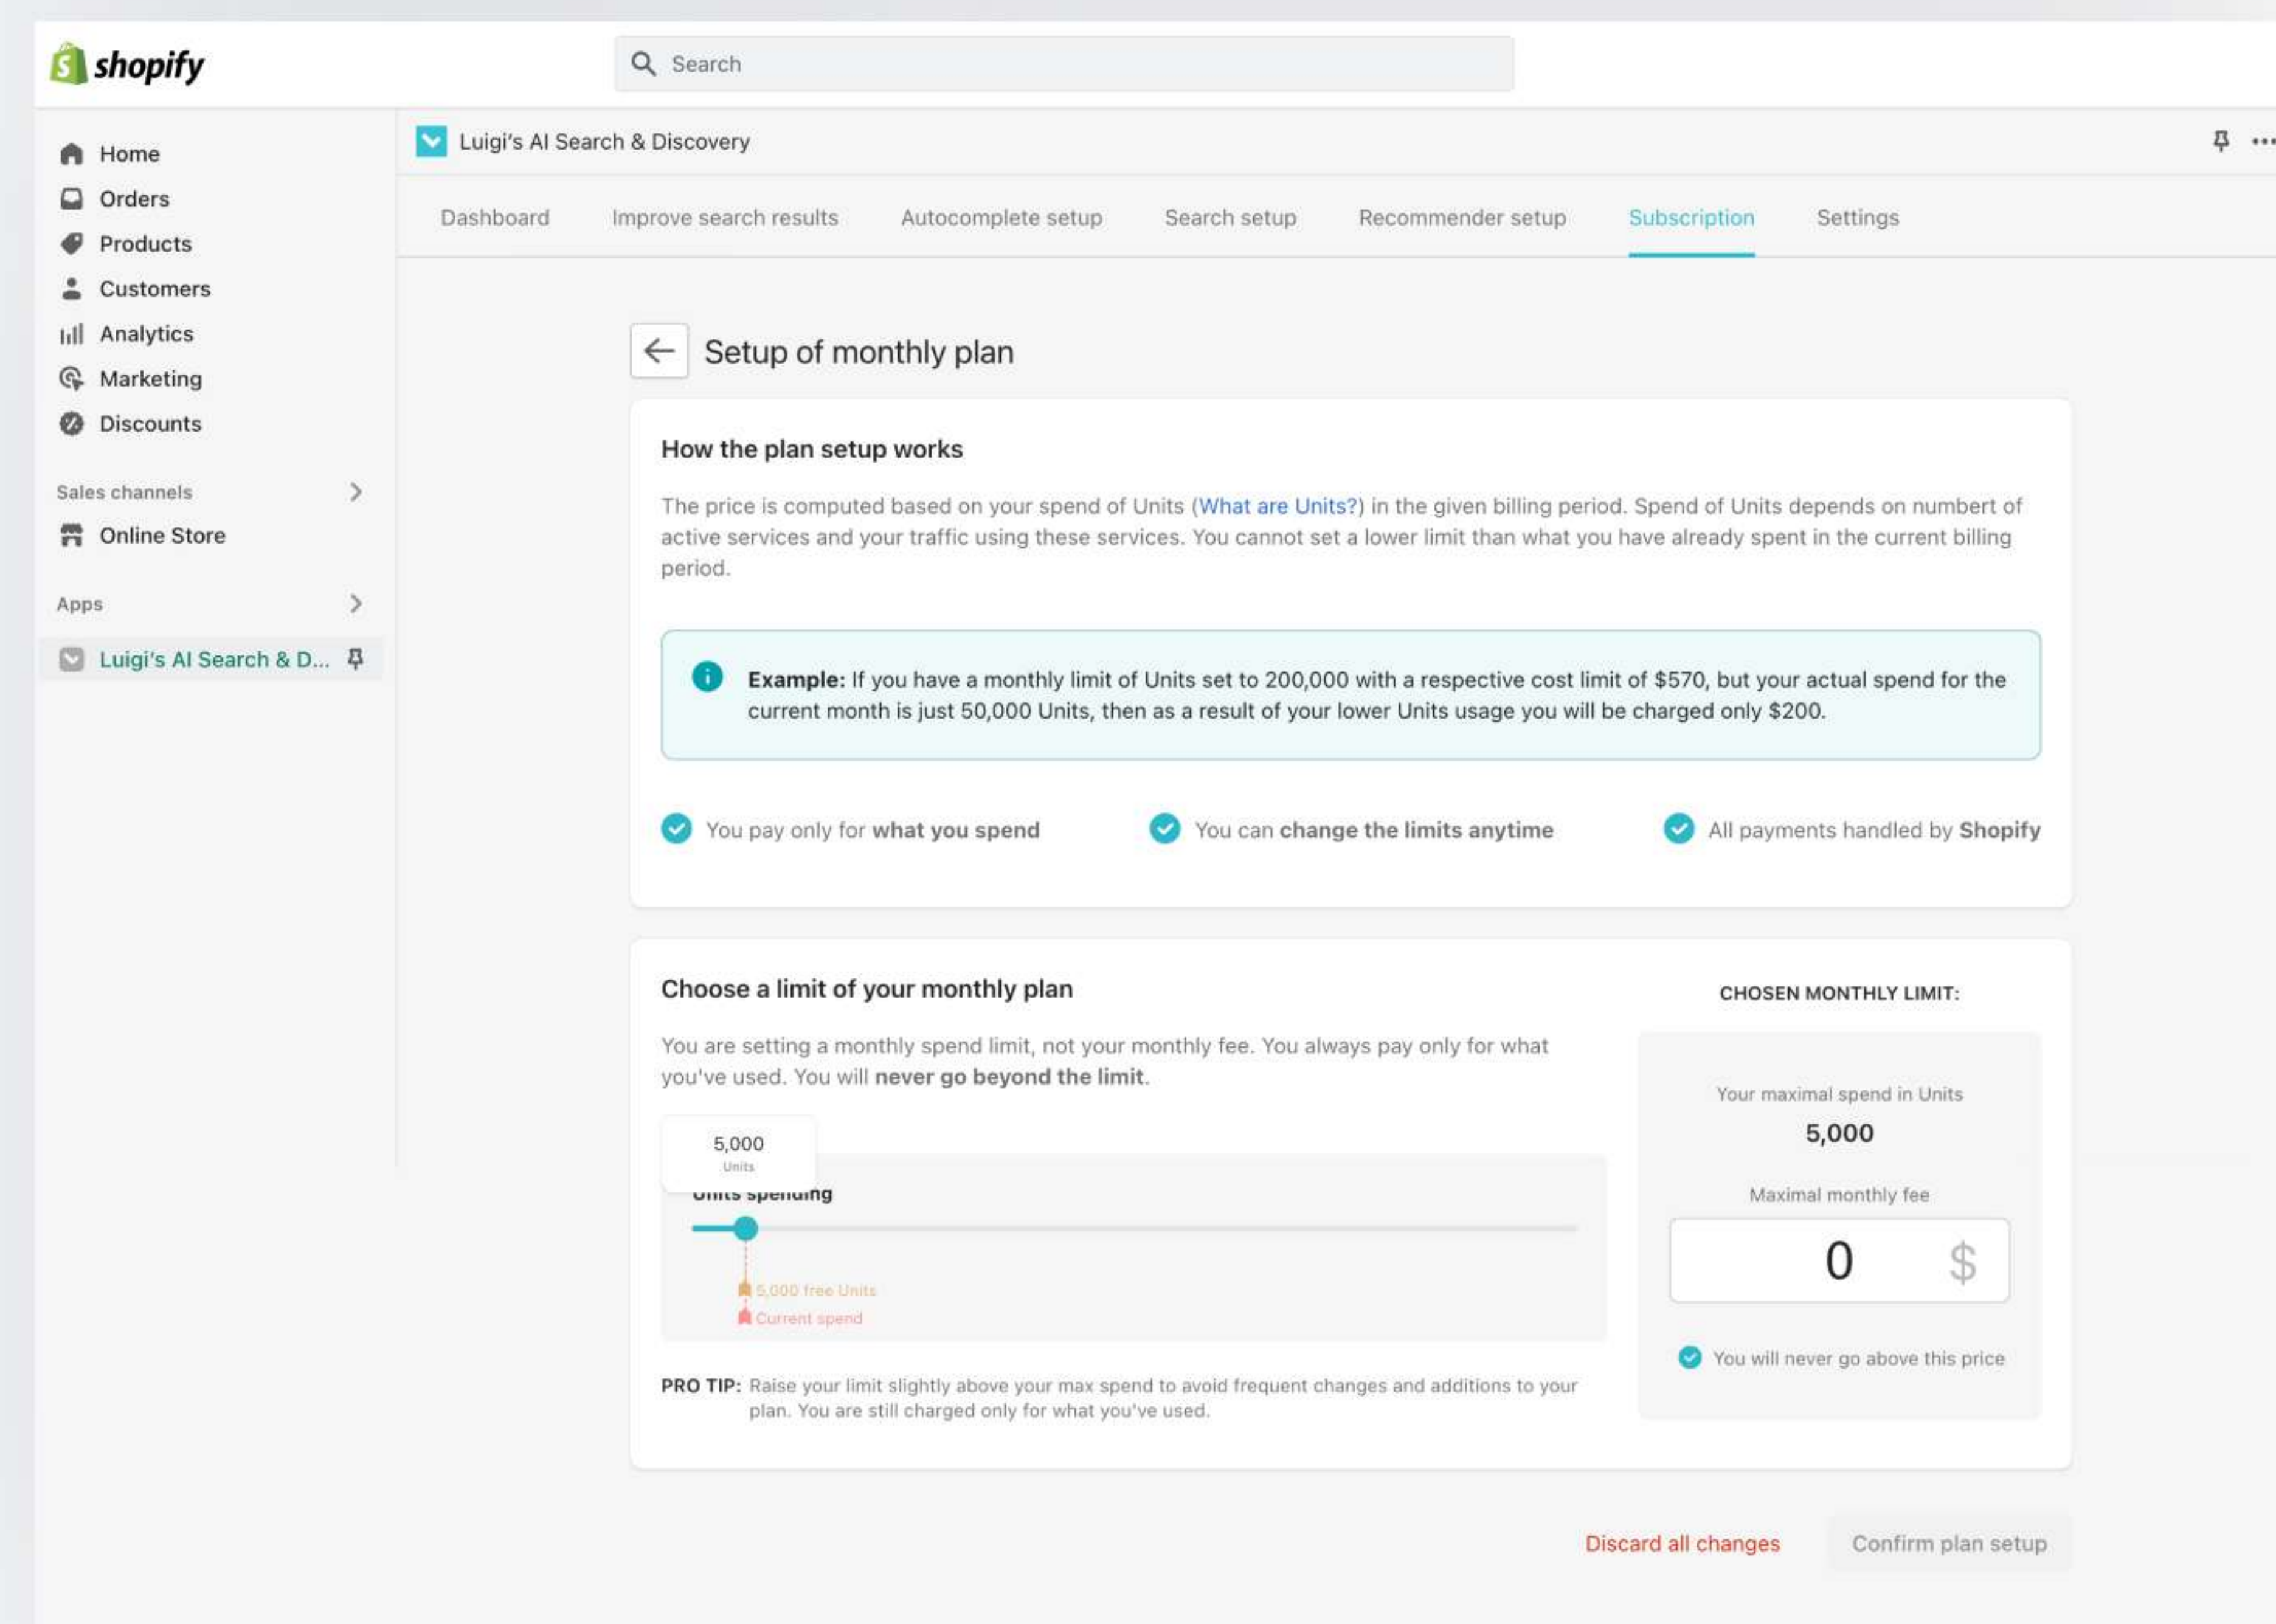 shopify
Search
Home
Orders
Products
Customers
Analytics
Marketing
Discounts
Sales channels
Online Store
Apps
Luigi's AI Search & D...
Luigi's AI Search & Discovery
Dashboard
Improve search results
Autocomplete setup
Search setup
Recommender setup
Subscription
Settings
Setup of monthly plan
How the plan setup works
The price is computed based on your spend of Units (What are Units?) in the given billing period. Spend of Units depends on numbert of
active services and your traffic using these services. You cannot set a lower limit than what you have already spent in the current billing
period.
Example: If you have a monthly limit of Units set to 200,000 with a respective cost limit of $570, but your actual spend for the
current month is just 50,000 Units, then as a result of your lower Units usage you will be charged only $200.
You pay only for what you spend
You can change the limits anytime
All payments handled by Shopify
Choose a limit of your monthly plan
You are setting a monthly spend limit, not your monthly fee. You always pay only for what
you've used. You will never go beyond the limit.
5,000
Units
Units spending
5,000 free Units
Current spend
PRO TIP: Raise your limit slightly above your max spend to avoid frequent changes and additions to your
plan. You are still charged only for what you've used.
CHOSEN MONTHLY LIMIT:
Your maximal spend in Units
5,000
Maximal monthly fee
0 $
You will never go above this price
Discard all changes
Confirm plan setup